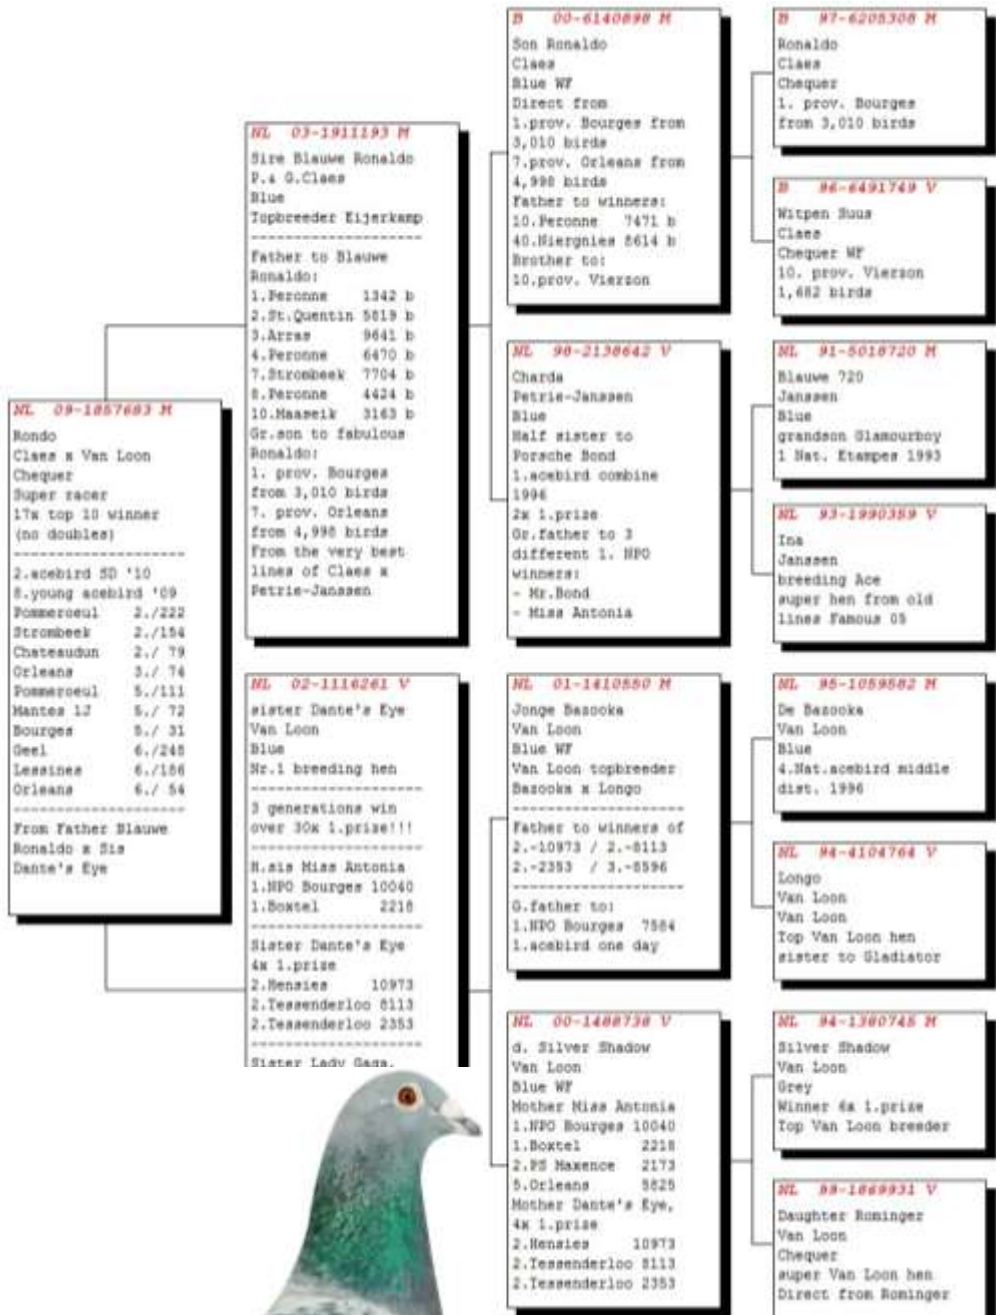 NL 09-1857683 M
Rondo
Claes x Van Loon
Chequer
Super racer
17x top 10 winner
(no doubles)
--------------------
2.acebird SD '10
8.young acebird '09
Pommeroeul 2./222
Strombeek 2./154
Chateaudun 2./ 79
Orleans 3./ 74
Pommeroeul 5./111
Mantes LJ 5./ 72
Bourges 5./ 31
Geel 6./248
Lessines 6./186
Orleans 6./ 54
--------------------
From Father Blauwe
Ronaldo x Sis
Dante's Eye
NL 03-1911193 M
Sire Blauwe Ronaldo
P.& G.Claes
Blue
Topbreeder Eijerkamp
--------------------
Father to Blauwe
Ronaldo:
1.Peronne 1342 b
2.St.Quentin 5819 b
3.Arras 9641 b
4.Peronne 6470 b
7.Strombeek 7704 b
8.Peronne 4424 b
10.Maaseik 3163 b
Gr.son to fabulous
Ronaldo:
1. prov. Bourges
from 3,010 birds
7. prov. Orleans
from 4,998 birds
From the very best
lines of Claes x
Petrie-Janssen
NL 02-1116261 V
sister Dante's Eye
Van Loon
Blue
Nr.1 breeding hen
--------------------
3 generations win
over 30x 1.prize!!!
--------------------
H.sis Miss Antonia
1.NPO Bourges 10040
1.Boxtel 2218
--------------------
Sister Dante's Eye
4x 1.prize
2.Hensies 10973
2.Tessenderloo 8113
2.Tessenderloo 2353
--------------------
Sister Lady Gaga,
B 00-6140898 M
Son Ronaldo
Claes
Blue WF
Direct from
1.prov. Bourges from
3,010 birds
7.prov. Orleans from
4,998 birds
Father to winners:
10.Peronne 7471 b
40.Niergnies 8614 b
Brother to:
10.prov. Vierzon
NL 98-2138642 V
Charda
Petrie-Janssen
Blue
Half sister to
Porsche Bond
1.acebird combine
1996
2x 1.prize
Gr.father to 3
different 1. NPO
winners:
- Mr.Bond
- Miss Antonia
NL 01-1410550 M
Jonge Bazooka
Van Loon
Blue WF
Van Loon topbreeder
Bazooka x Longo
--------------------
Father to winners of
2.-10973 / 2.-8113
2.-2353 / 3.-8596
--------------------
G.father to:
1.NPO Bourges 7584
1.acebird one day
NL 00-1488738 V
d. Silver Shadow
Van Loon
Blue WF
Mother Miss Antonia
1.NPO Bourges 10040
1.Boxtel 2218
2.PS Maxence 2173
5.Orleans 5825
Mother Dante's Eye,
4x 1.prize
2.Hensies 10973
2.Tessenderloo 8113
2.Tessenderloo 2353
B 97-6205308 M
Ronaldo
Claes
Chequer
1. prov. Bourges
from 3,010 birds
B 96-6491749 V
Witpen Suus
Claes
Chequer WF
10. prov. Vierzon
1,682 birds
NL 91-5018720 M
Blauwe 720
Janssen
Blue
grandson Glamourboy
1 Nat. Etampes 1993
NL 93-1990359 V
Ina
Janssen
breeding Ace
super hen from old
lines Famous 05
NL 95-1059582 M
De Bazooka
Van Loon
Blue
4.Nat.acebird middle
dist. 1996
NL 94-4104764 V
Longo
Van Loon
Van Loon
Top Van Loon hen
sister to Gladiator
NL 94-1380745 M
Silver Shadow
Van Loon
Grey
Winner 6x 1.prize
Top Van Loon breeder
NL 99-1869931 V
Daughter Rominger
Van Loon
Chequer
super Van Loon hen
Direct from Rominger